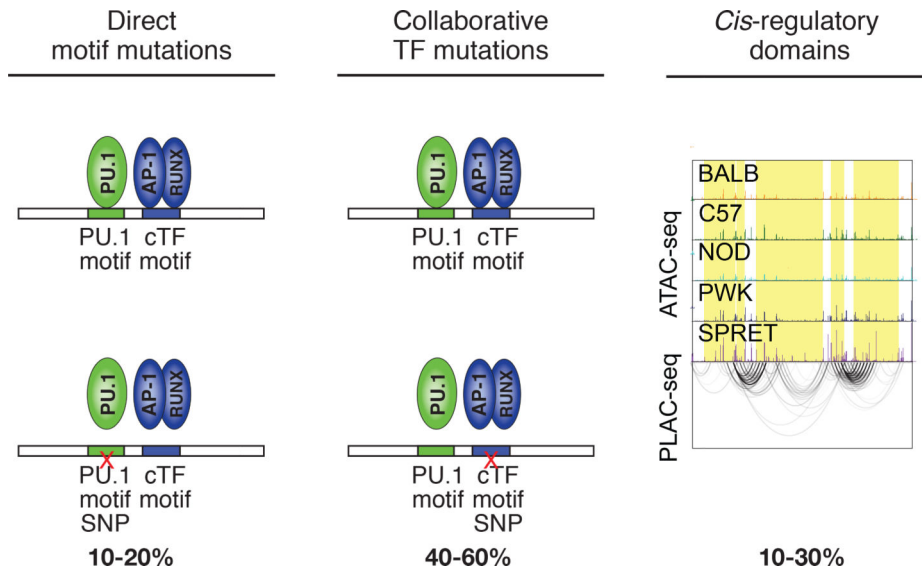 Direct
motif mutations
PU.1
AP-1
RUNX
PU.1 cTF
motif motif
PU.1
AP-1
RUNX
X
PU.1 cTF
motif motif
SNP
10-20%
Collaborative
TF mutations
PU.1
AP-1
RUNX
PU.1 cTF
motif motif
PU.1
AP-1
RUNX
X
PU.1 cTF
motif motif
SNP
40-60%
Cis-regulatory
domains
ATAC-seq
BALB
C57
NOD
PWK
SPRET
PLAC-seq
10-30%